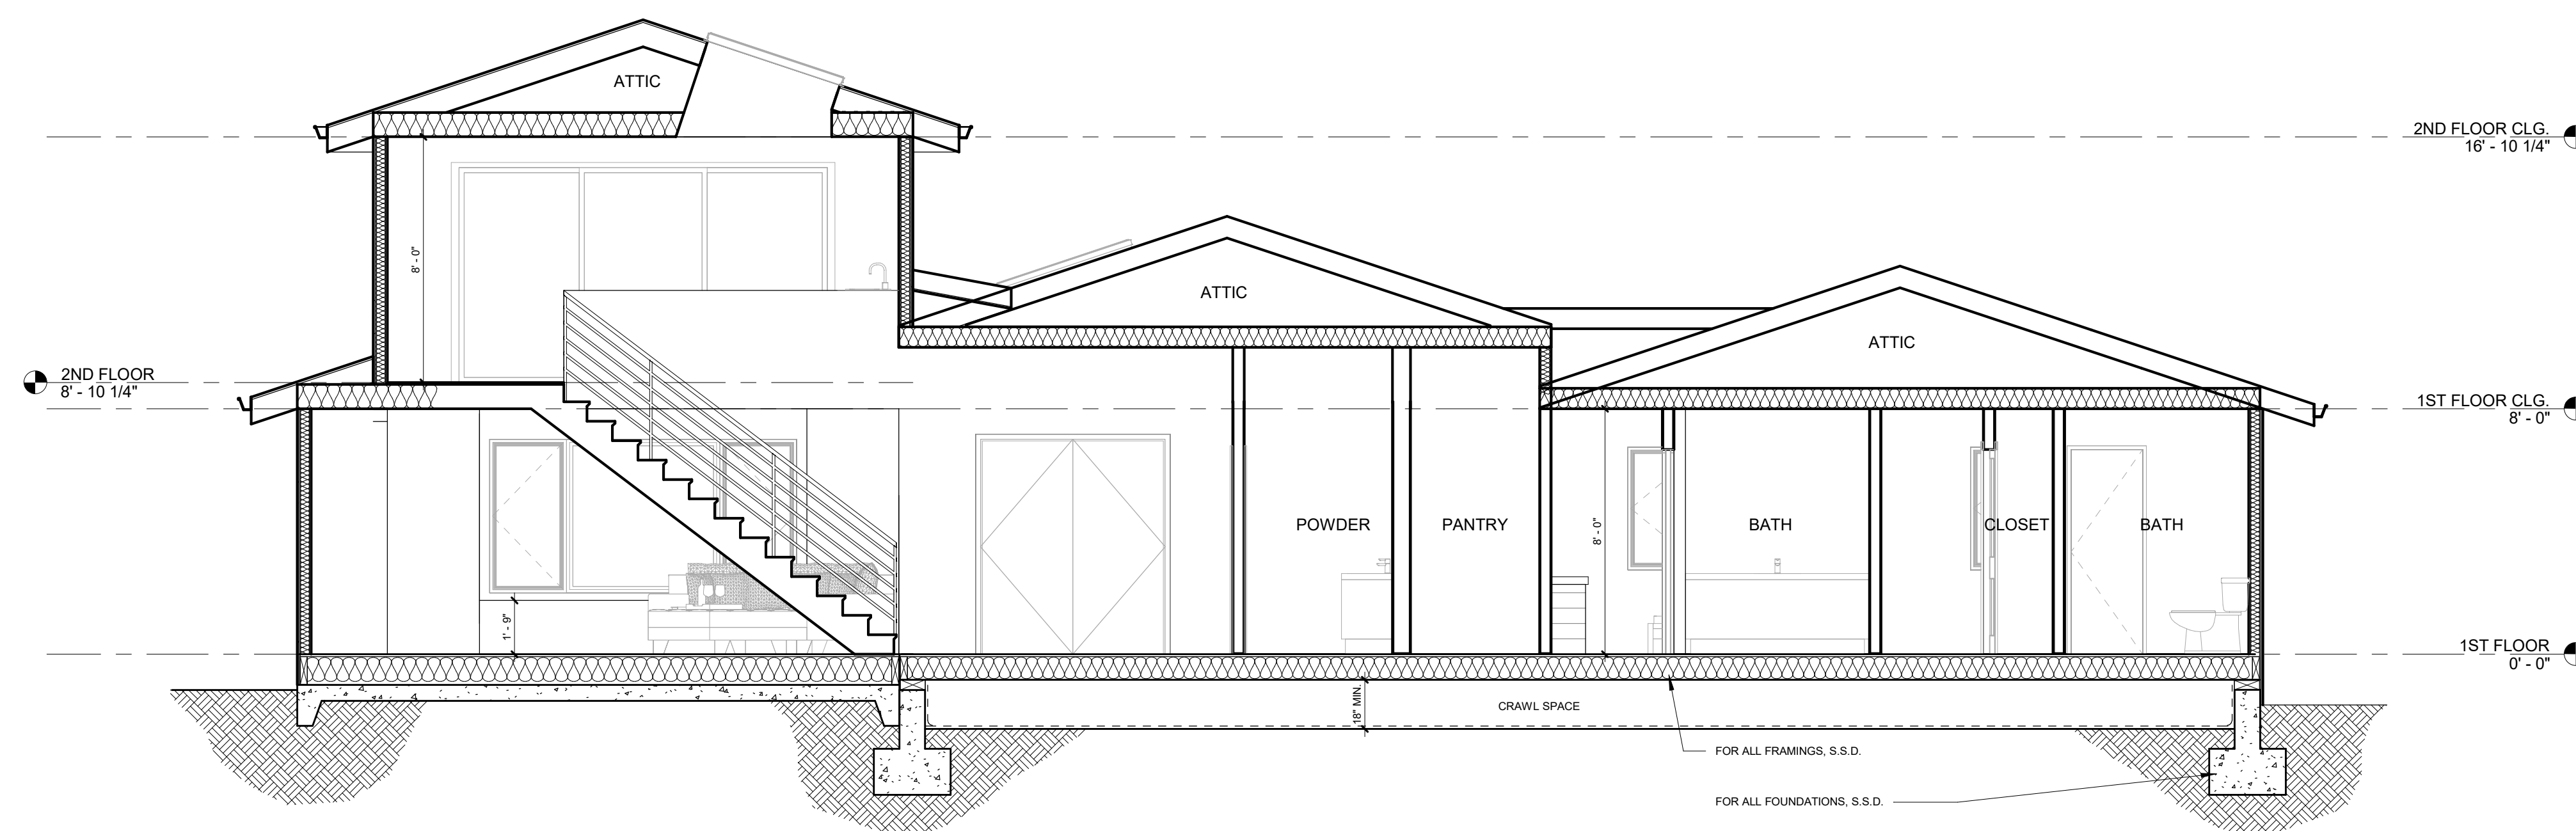 ATTIC
2ND FLOOR CLG.
16' - 10 1/4"
8' - 0"
ATTIC
ATTIC
2ND FLOOR
8' - 10 1/4"
1ST FLOOR CLG.
8' - 0"
POWDER
PANTRY
8' - 0"
BATH
CLOSET
BATH
1' - 9"
1ST FLOOR
0' - 0"
18" MIN.
CRAWL SPACE
FOR ALL FRAMINGS, S.S.D.
FOR ALL FOUNDATIONS, S.S.D.